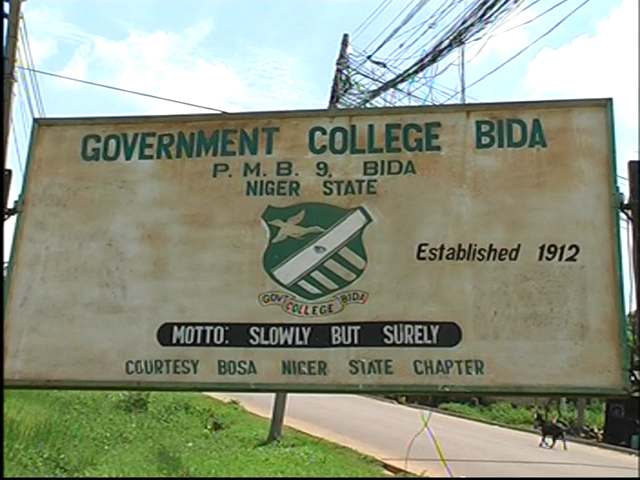 GOVERNMENT COLLEGE BIDA
P. M. B. 9, BIDA
NIGER STATE
Established 1912
GOVT COLLEGE BIDA
MOTTO: SLOWLY BUT SURELY
COURTESY BOSA NIGER STATE CHAPTER